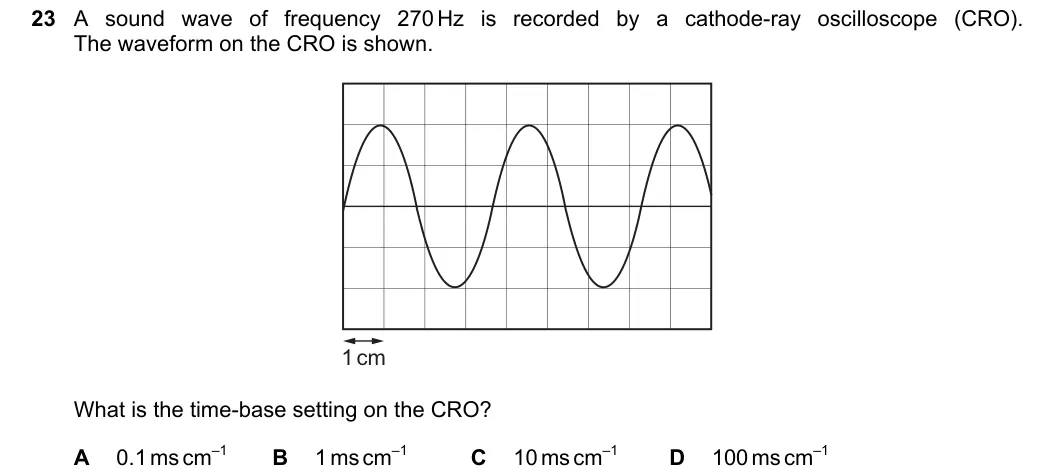 23 A sound wave of frequency 270 Hz is recorded by a cathode-ray oscilloscope (CRO).
The waveform on the CRO is shown.
1 cm
What is the time-base setting on the CRO?
A 0.1 ms cm⁻¹ B 1 ms cm⁻¹ C 10 ms cm⁻¹ D 100 ms cm⁻¹